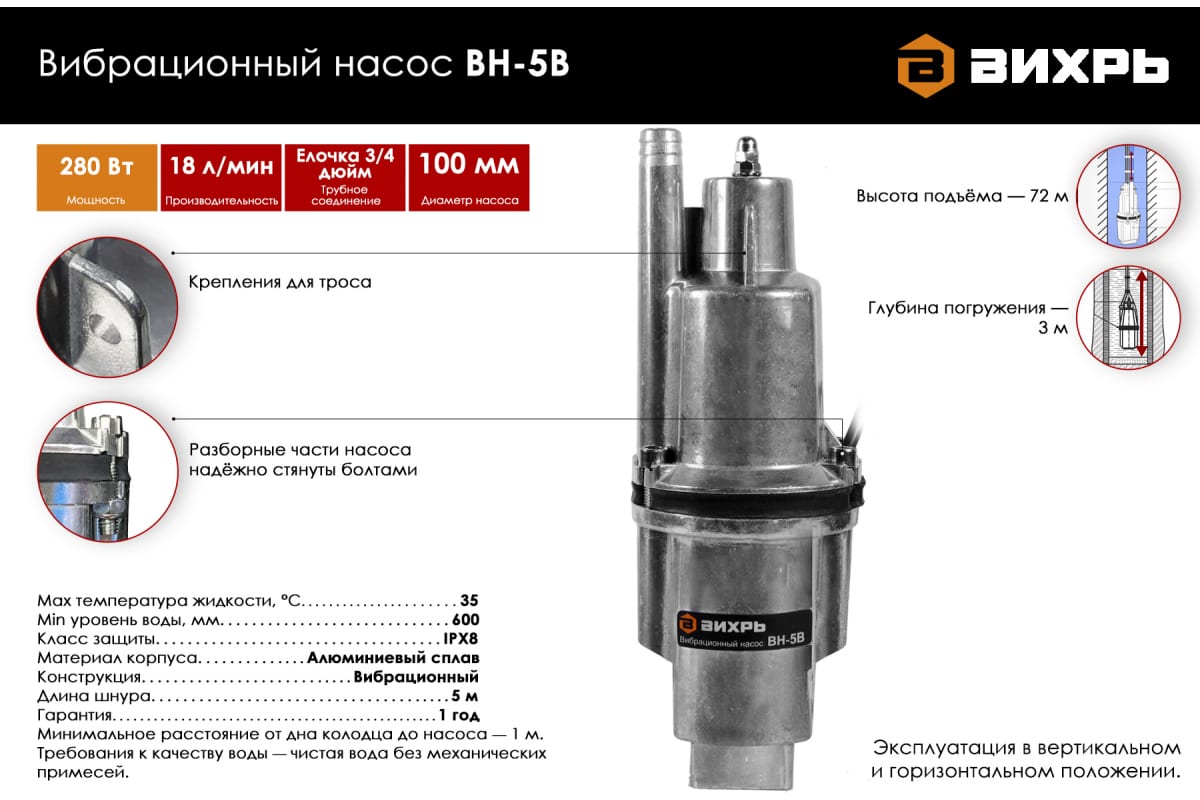 Вибрационный насос ВН-5В
ВИХРЬ
280 Вт
Мощность
18 л/мин
Производительность
Елочка 3/4
дюйм
Трубное
соединение
100 мм
Диаметр насоса
Высота подъёма — 72 м
Крепления для троса
Глубина погружения —
3 м
Разборные части насоса
надёжно стянуты болтами
Max температура жидкости, °С......................35
Min уровень воды, мм.................................600
Класс защиты.........................................IPX8
Материал корпуса...............Алюминиевый сплав
Конструкция.............................Вибрационный
Длина шнура..........................................5 м
Гарантия...............................................1 год
Минимальное расстояние от дна колодца до насоса — 1 м.
Требования к качеству воды — чистая вода без механических
примесей.
ВИХРЬ
Вибрационный насос ВН-5В
Эксплуатация в вертикальном
и горизонтальном положении.